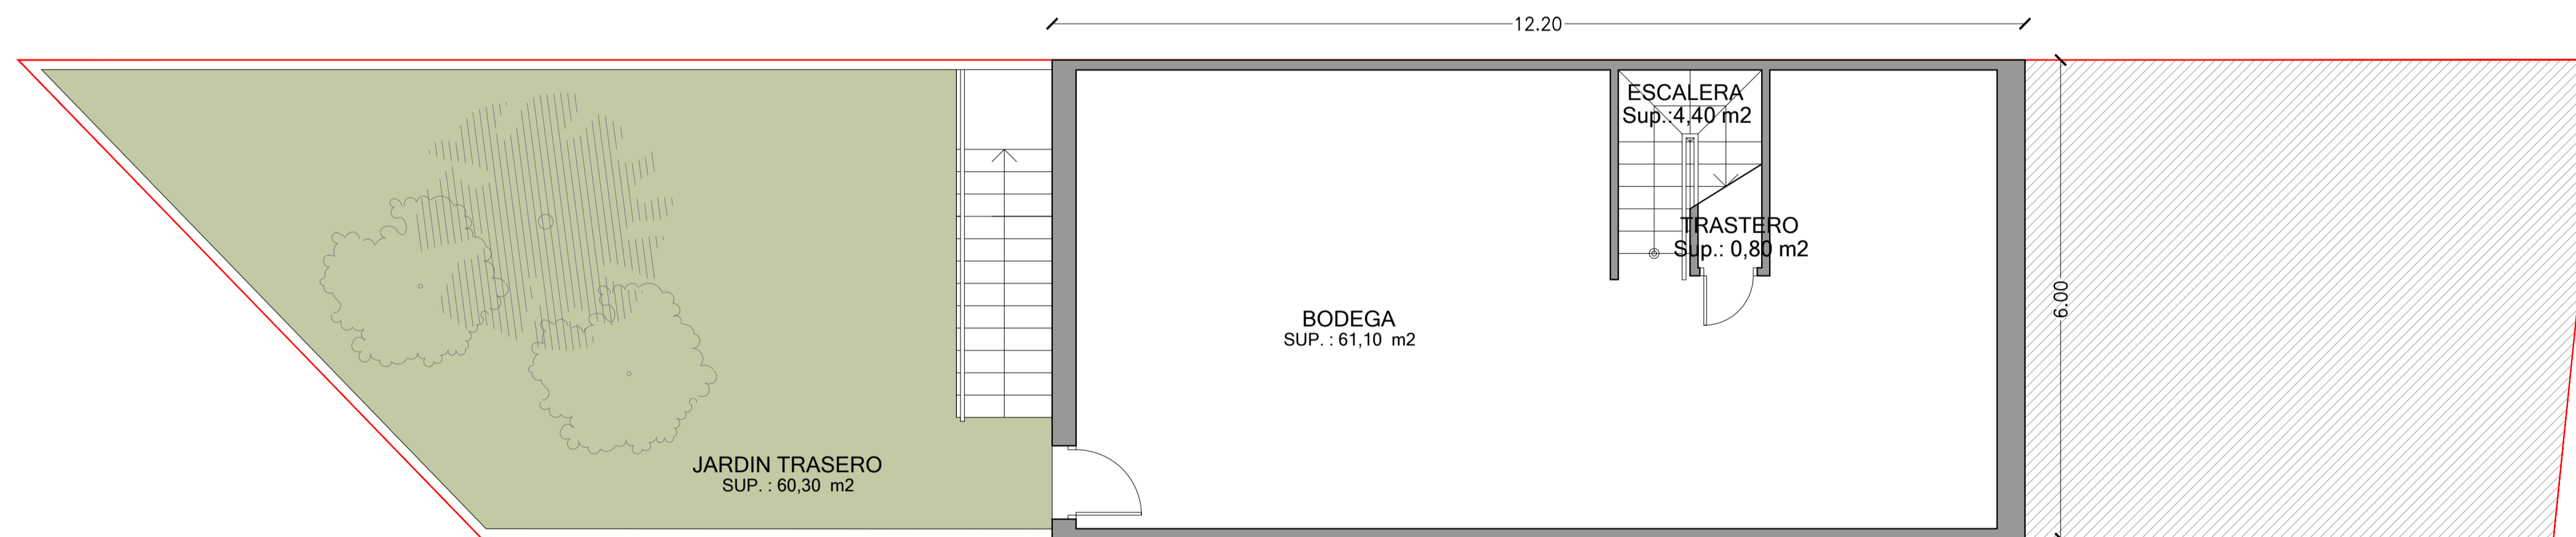 12.20
ESCALERA
Sup.:4,40 m2
TRASTERO
Sup.: 0,80 m2
6.00
BODEGA
SUP. : 61,10 m2
JARDIN TRASERO
SUP. : 60,30 m2